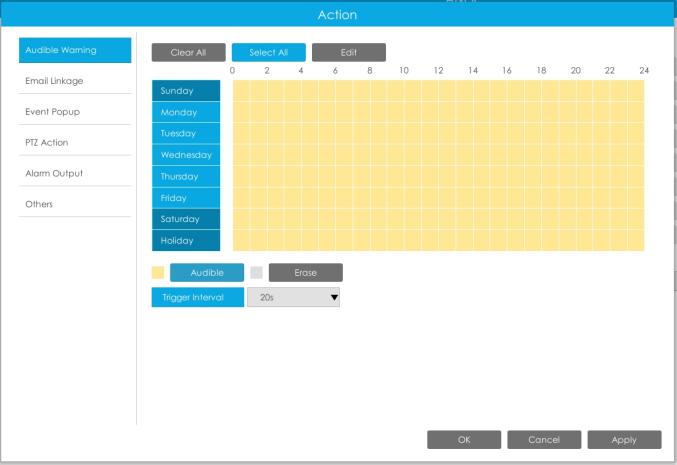 Action
Audible Warning
Email Linkage
Event Popup
PTZ Action
Alarm Output
Others
Clear All Select All Edit
0 2 4 6 8 10 12 14 16 18 20 22 24
Sunday
Monday
Tuesday
Wednesday
Thursday
Friday
Saturday
Holiday
Audible Erase
Trigger Interval 20s
OK Cancel Apply